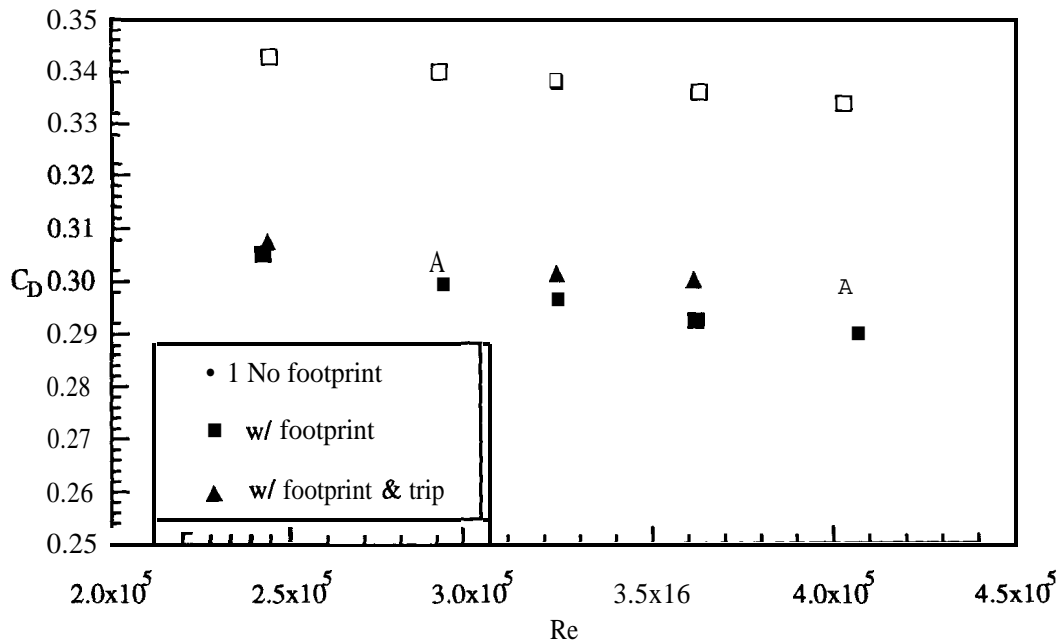 0.35
0.34
0.33
0.32
0.31
A
A
C_D 0.30
0.29
• 1 No footprint
0.28
■ w/ footprint
0.27
▲ w/ footprint & trip
0.26
0.25
2.0x10^5 2.5x10^5 3.0x10^5 3.5x16 4.0x10^5 4.5x10^5
Re